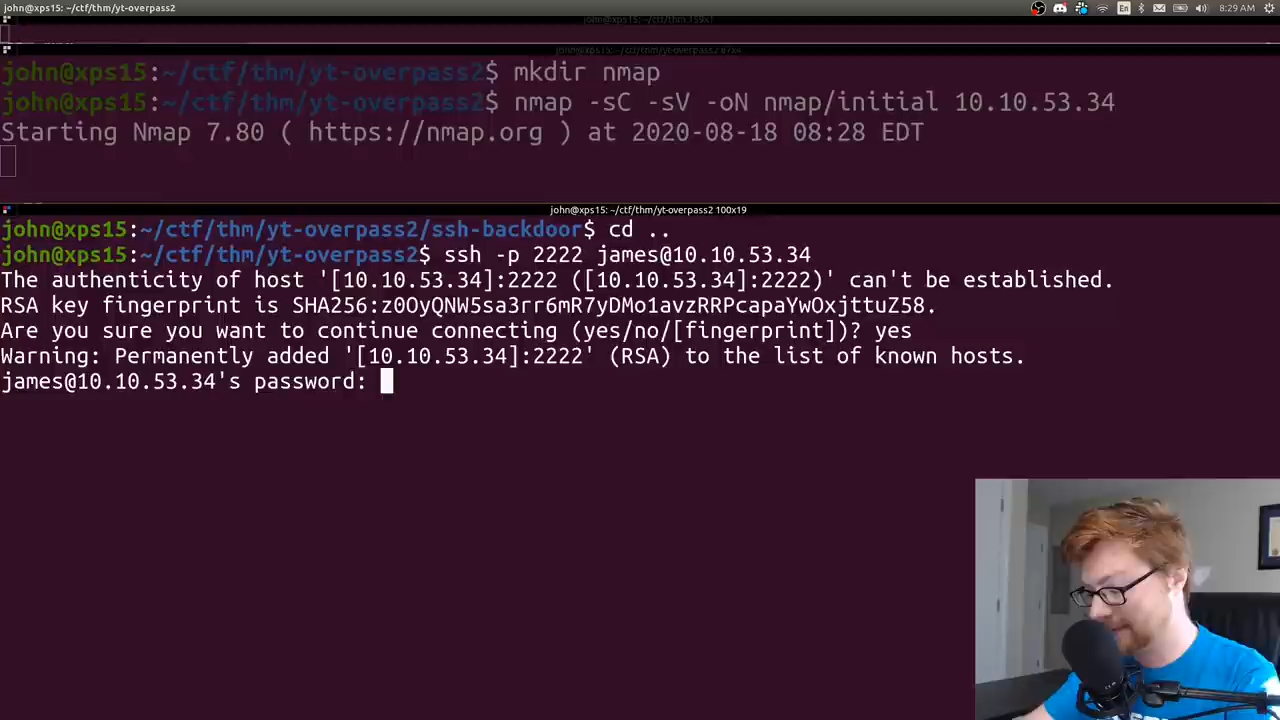 john@xps15: ~/ctf/thm/yt-overpass2
En
8:29 AM
john@xps15:~/ctf/thm/yt-overpass2$ mkdir nmap
john@xps15:~/ctf/thm/yt-overpass2$ nmap -sC -sV -oN nmap/initial 10.10.53.34
Starting Nmap 7.80 ( https://nmap.org ) at 2020-08-18 08:28 EDT
john@xps15: ~/ctf/thm/yt-overpass2 100x19
john@xps15:~/ctf/thm/yt-overpass2/ssh-backdoor$ cd ..
john@xps15:~/ctf/thm/yt-overpass2$ ssh -p 2222 james@10.10.53.34
The authenticity of host '[10.10.53.34]:2222 ([10.10.53.34]:2222)' can't be established.
RSA key fingerprint is SHA256:z0OyQNW5sa3rr6mR7yDMo1avzRRPcapaYwOxjttuZ58.
Are you sure you want to continue connecting (yes/no/[fingerprint])? yes
Warning: Permanently added '[10.10.53.34]:2222' (RSA) to the list of known hosts.
james@10.10.53.34's password: